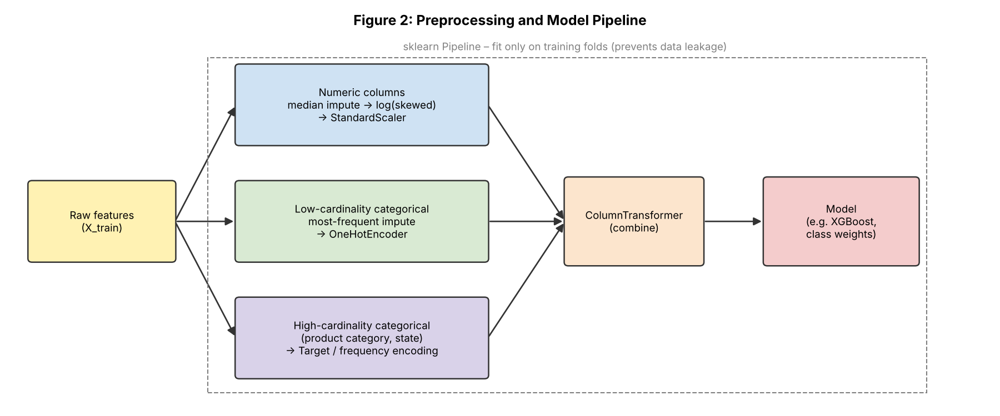 Figure 2: Preprocessing and Model Pipeline
sklearn Pipeline – fit only on training folds (prevents data leakage)
Numeric columns
median impute → log(skewed)
→ StandardScaler
Raw features
(X_train)
Low-cardinality categorical
most-frequent impute
→ OneHotEncoder
ColumnTransformer
(combine)
Model
(e.g. XGBoost,
class weights)
High-cardinality categorical
(product category, state)
→ Target / frequency encoding